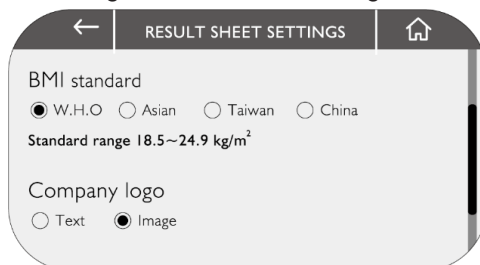 RESULT SHEET SETTINGS
BMI standard
W.H.O Asian Taiwan China
Standard range 18.5~24.9 kg/m²
Company logo
Text Image